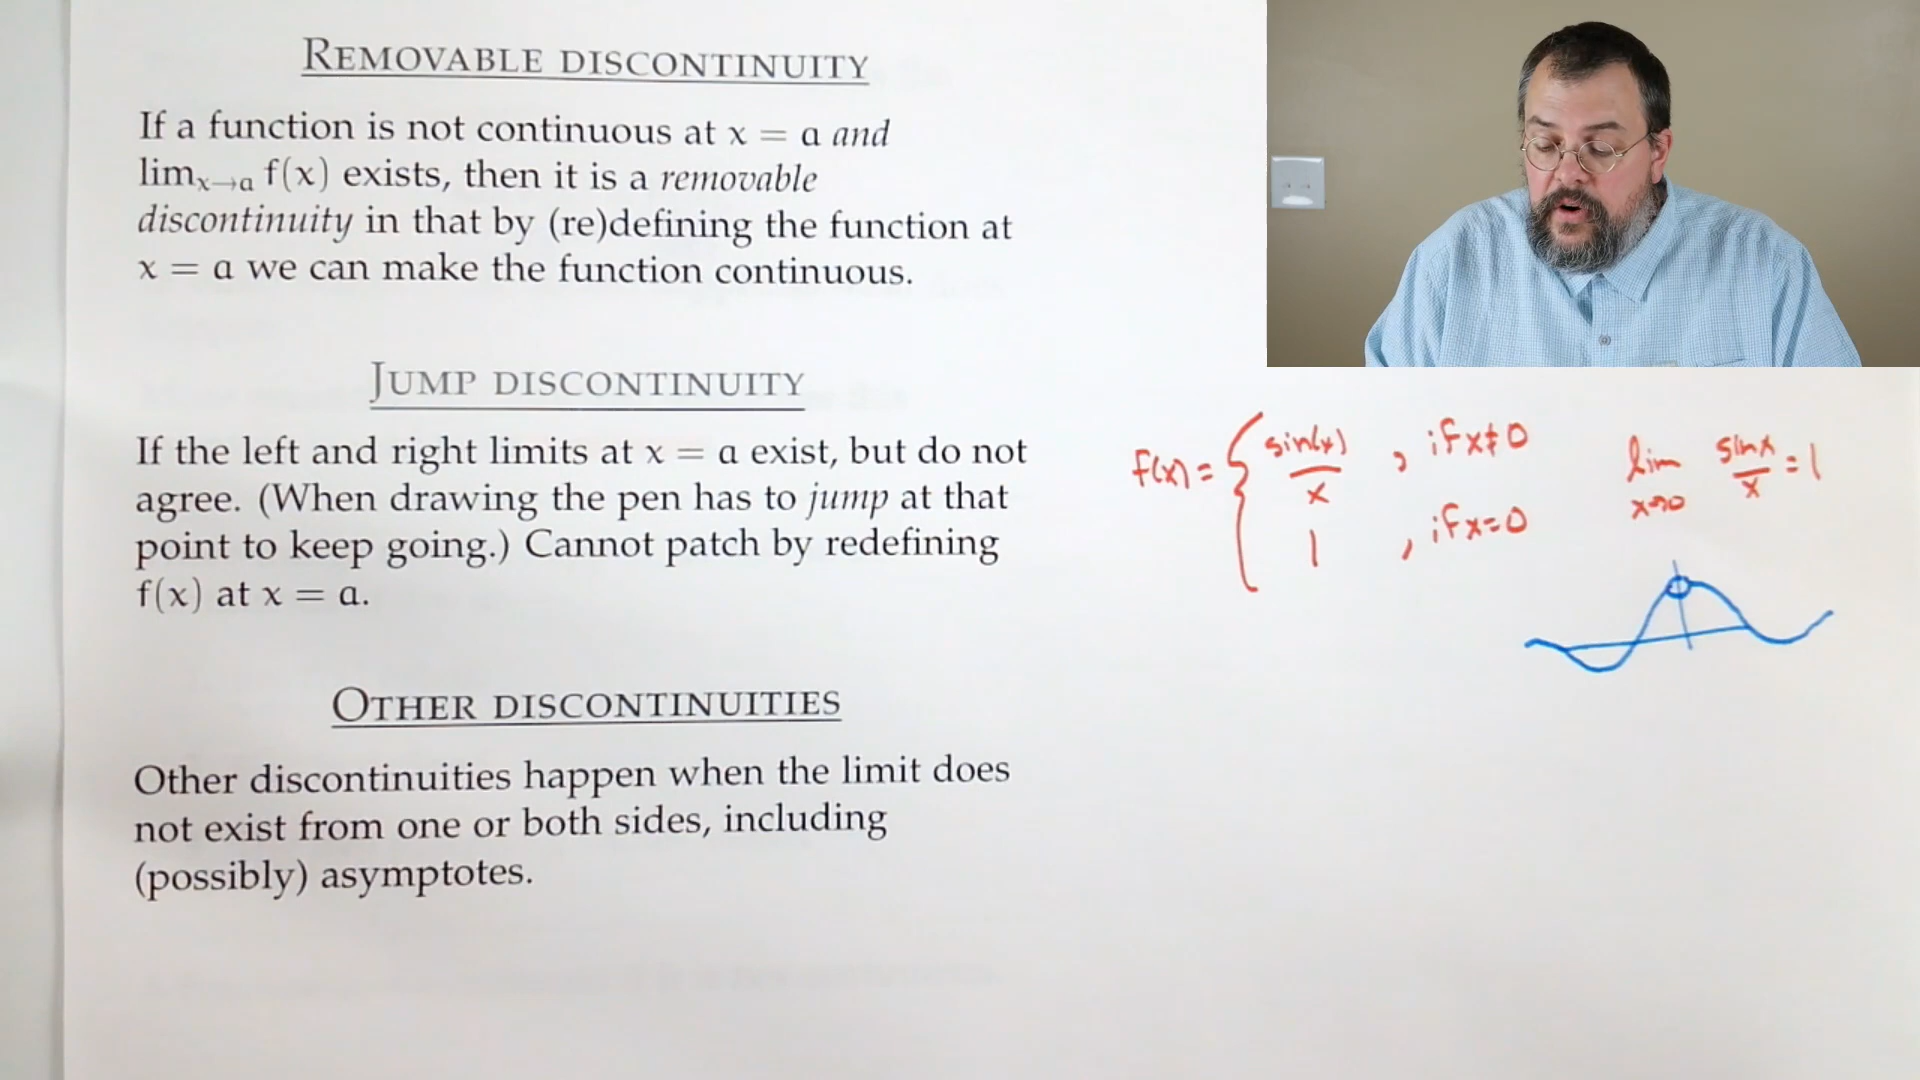 REMOVABLE DISCONTINUITY
If a function is not continuous at x = a and
lim_{x→a} f(x) exists, then it is a removable
discontinuity in that by (re)defining the function at
x = a we can make the function continuous.
JUMP DISCONTINUITY
If the left and right limits at x = a exist, but do not
agree. (When drawing the pen has to jump at that
point to keep going.) Cannot patch by redefining
f(x) at x = a.
OTHER DISCONTINUITIES
Other discontinuities happen when the limit does
not exist from one or both sides, including
(possibly) asymptotes.
f(x) = { sin(x)/x , if x≠0
1 , if x=0
lim_{x→0} sin x/x = 1